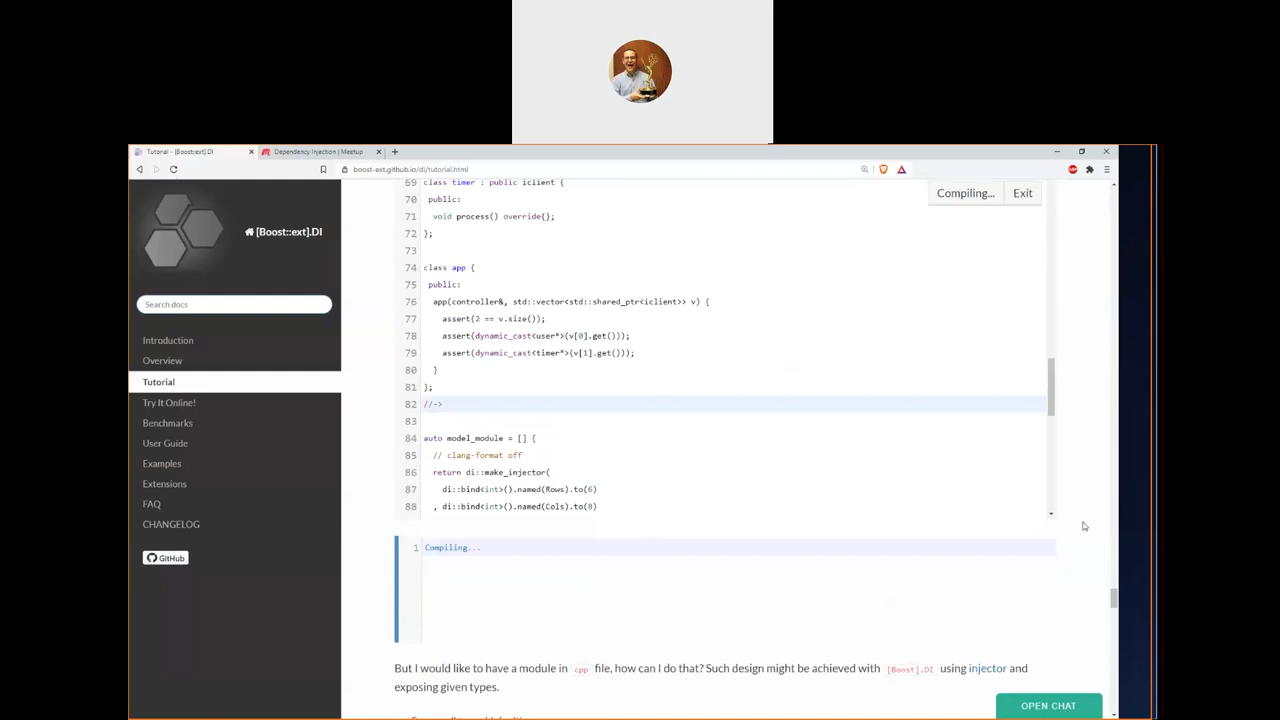 Tutorial - [Boost::ext].DI
Dependency Injection | Meetup
boost-ext.github.io/di/tutorial.html
[Boost::ext].DI
Search docs
Introduction
Overview
Tutorial
Try It Online!
Benchmarks
User Guide
Examples
Extensions
FAQ
CHANGELOG
GitHub
Compiling...
Exit
69 class timer : public iclient {
70 public:
71 void process() override{};
72 };
73
74 class app {
75 public:
76 app(controller&, std::vector<std::shared_ptr<iclient>> v) {
77 assert(2 == v.size());
78 assert(dynamic_cast<user*>(v[0].get()));
79 assert(dynamic_cast<timer*>(v[1].get()));
80 }
81 };
82 //->
83
84 auto model_module = [] {
85 // clang-format off
86 return di::make_injector(
87 di::bind<int>().named(Rows).to(6)
88 , di::bind<int>().named(Cols).to(8)
1 Compiling...
But I would like to have a module in cpp file, how can I do that? Such design might be achieved with [Boost].DI using injector and
exposing given types.
OPEN CHAT